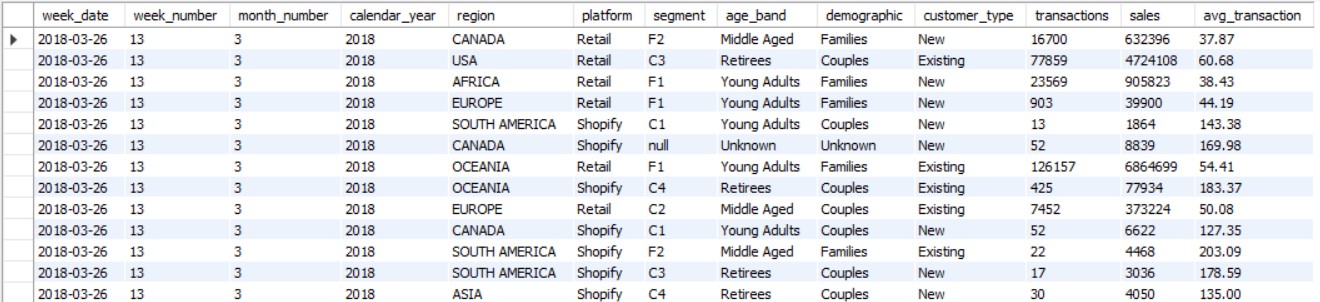 week_date week_number month_number calendar_year region platform segment age_band demographic customer_type transactions sales avg_transaction
2018-03-26 13 3 2018 CANADA Retail F2 Middle Aged Families New 16700 632396 37.87
2018-03-26 13 3 2018 USA Retail C3 Retirees Couples Existing 77859 4724108 60.68
2018-03-26 13 3 2018 AFRICA Retail F1 Young Adults Families New 23569 905823 38.43
2018-03-26 13 3 2018 EUROPE Retail F1 Young Adults Families New 903 39900 44.19
2018-03-26 13 3 2018 SOUTH AMERICA Shopify C1 Young Adults Couples New 13 1864 143.38
2018-03-26 13 3 2018 CANADA Shopify null Unknown Unknown New 52 8839 169.98
2018-03-26 13 3 2018 OCEANIA Retail F1 Young Adults Families Existing 126157 6864699 54.41
2018-03-26 13 3 2018 OCEANIA Shopify C4 Retirees Couples Existing 425 77934 183.37
2018-03-26 13 3 2018 EUROPE Retail C2 Middle Aged Couples Existing 7452 373224 50.08
2018-03-26 13 3 2018 CANADA Shopify C1 Young Adults Couples New 52 6622 127.35
2018-03-26 13 3 2018 SOUTH AMERICA Shopify F2 Middle Aged Families Existing 22 4468 203.09
2018-03-26 13 3 2018 SOUTH AMERICA Shopify C3 Retirees Couples New 17 3036 178.59
2018-03-26 13 3 2018 ASIA Shopify C4 Retirees Couples New 30 4050 135.00